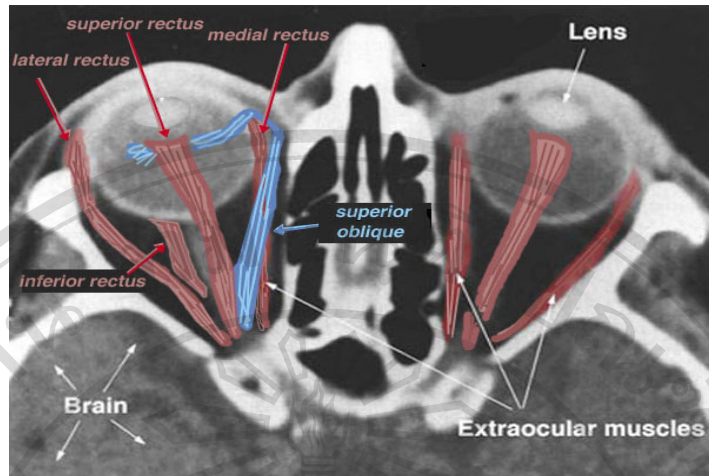 superior rectus
medial rectus
Lens
lateral rectus
superior
oblique
inferior rectus
Brain
Extraocular muscles